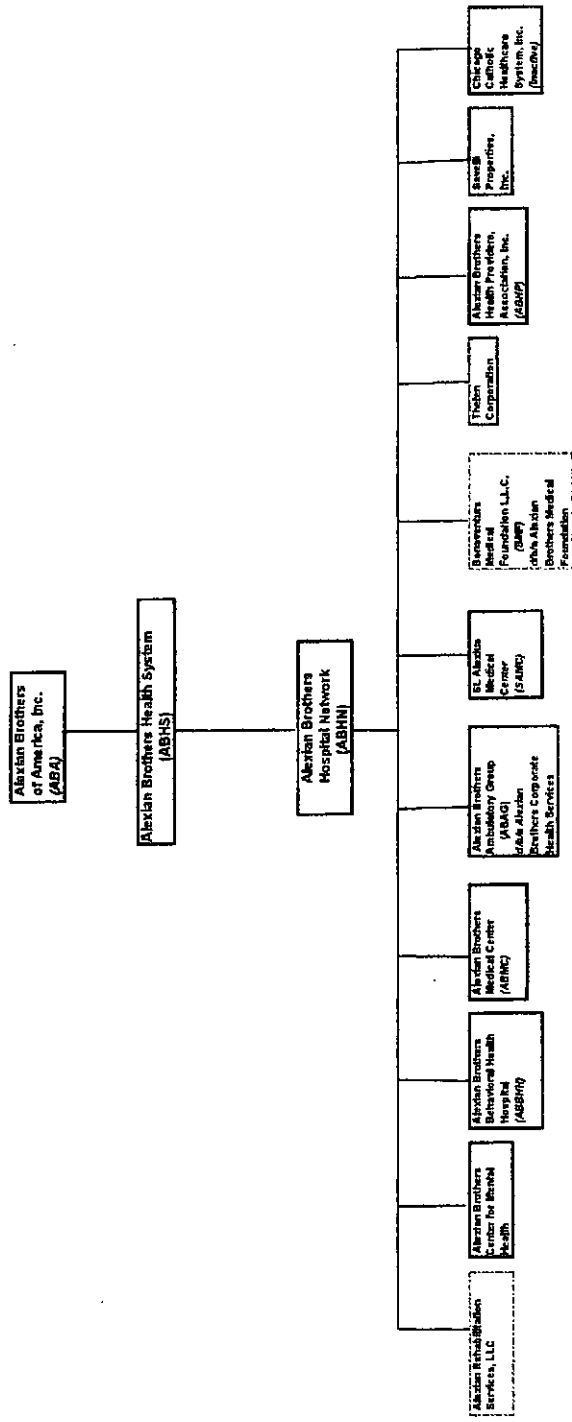 Alexian Brothers
of America, Inc.
(ABA)
Alexian Brothers Health System
(ABHS)
Alexian Brothers
Hospital Network
(ABHN)
Alexian Rehabilitation
Services, LLC
Alexian Brothers
Center for Mental
Health
Alexian Brothers
Behavioral Health
Hospital
(ABBHH)
Alexian Brothers
Medical Center
(ABMC)
Alexian Brothers
Ambulatory Group
(ABAG)
d/b/a Alexian
Brothers Corporate
Health Services
St. Alexius
Medical
Center
(SAMC)
Bonaventure
Medical
Foundation L.L.C.
(BMF)
d/b/a Alexian
Brothers Medical
Foundation
Thelen
Corporation
Alexian Brothers
Health Providers,
Association, Inc.
(ABHP)
Savelli
Properties,
Inc.
Chicago
Catholic
Healthcare
System, Inc.
(Inactive)